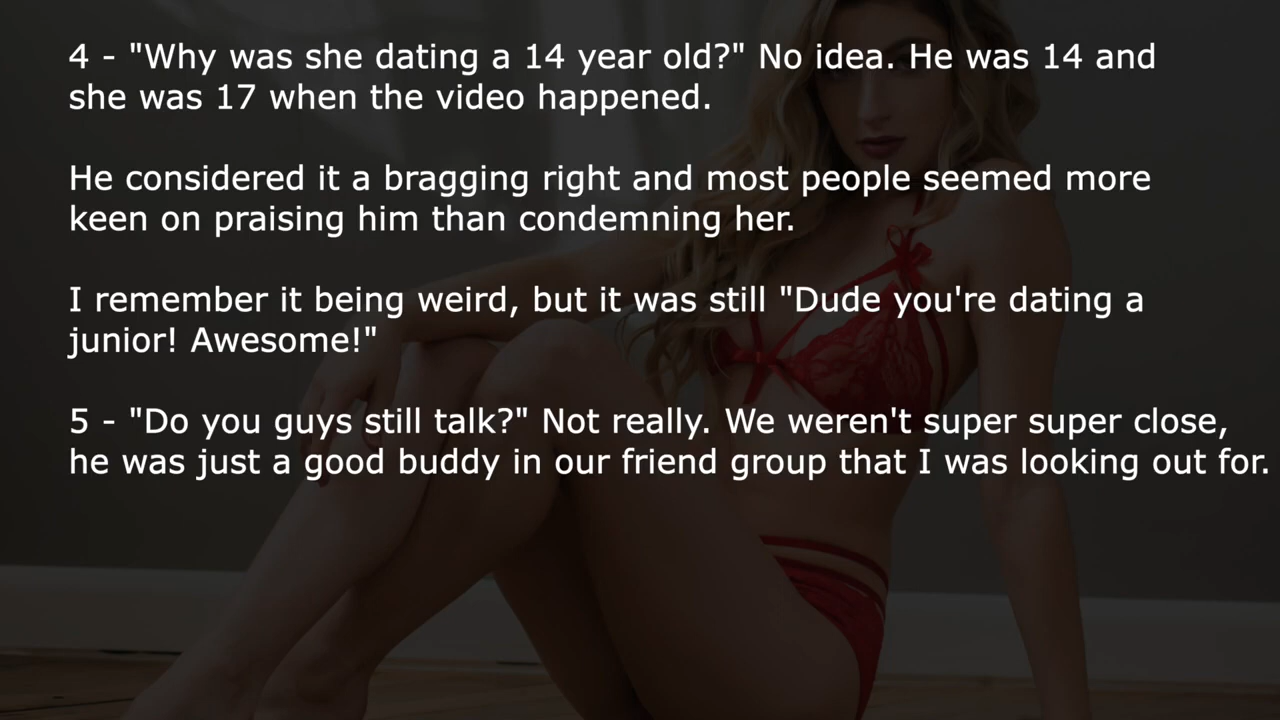 4 - "Why was she dating a 14 year old?" No idea. He was 14 and
she was 17 when the video happened.
He considered it a bragging right and most people seemed more
keen on praising him than condemning her.
I remember it being weird, but it was still "Dude you're dating a
junior! Awesome!"
5 - "Do you guys still talk?" Not really. We weren't super super close,
he was just a good buddy in our friend group that I was looking out for.